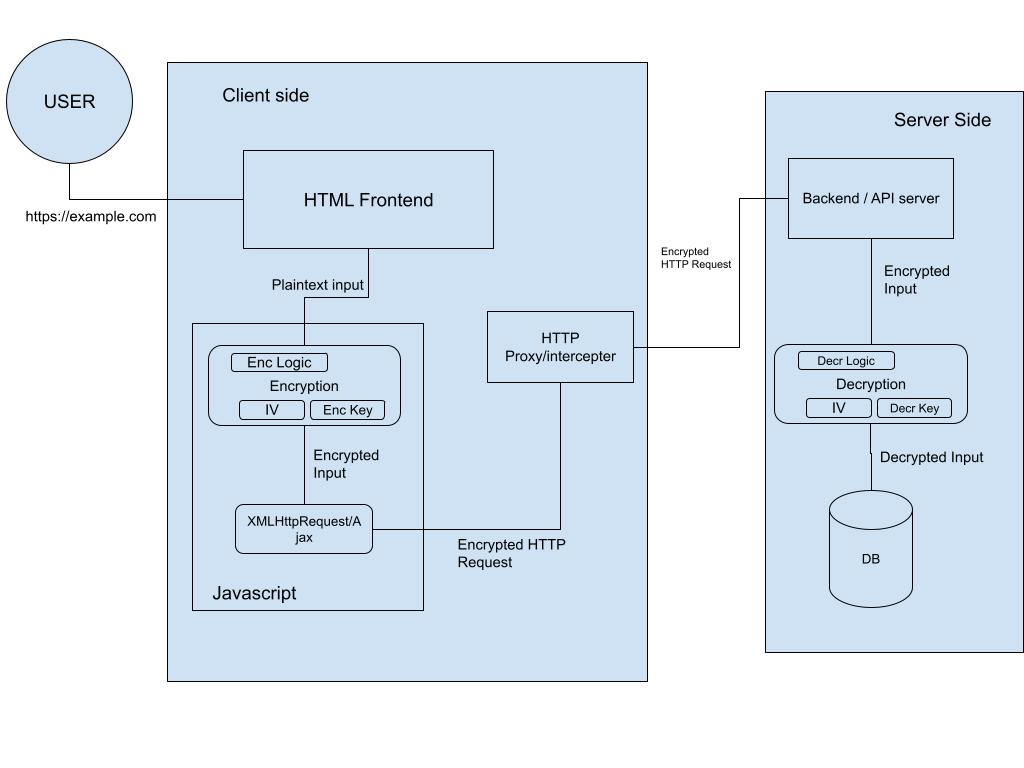 USER
https://example.com
Client side
HTML Frontend
Plaintext input
Enc Logic
Encryption
IV
Enc Key
Encrypted
Input
XMLHttpRequest/A
jax
Javascript
Encrypted HTTP
Request
HTTP
Proxy/intercepter
Encrypted
HTTP Request
Server Side
Backend / API server
Encrypted
Input
Decr Logic
Decryption
IV
Decr Key
Decrypted Input
DB